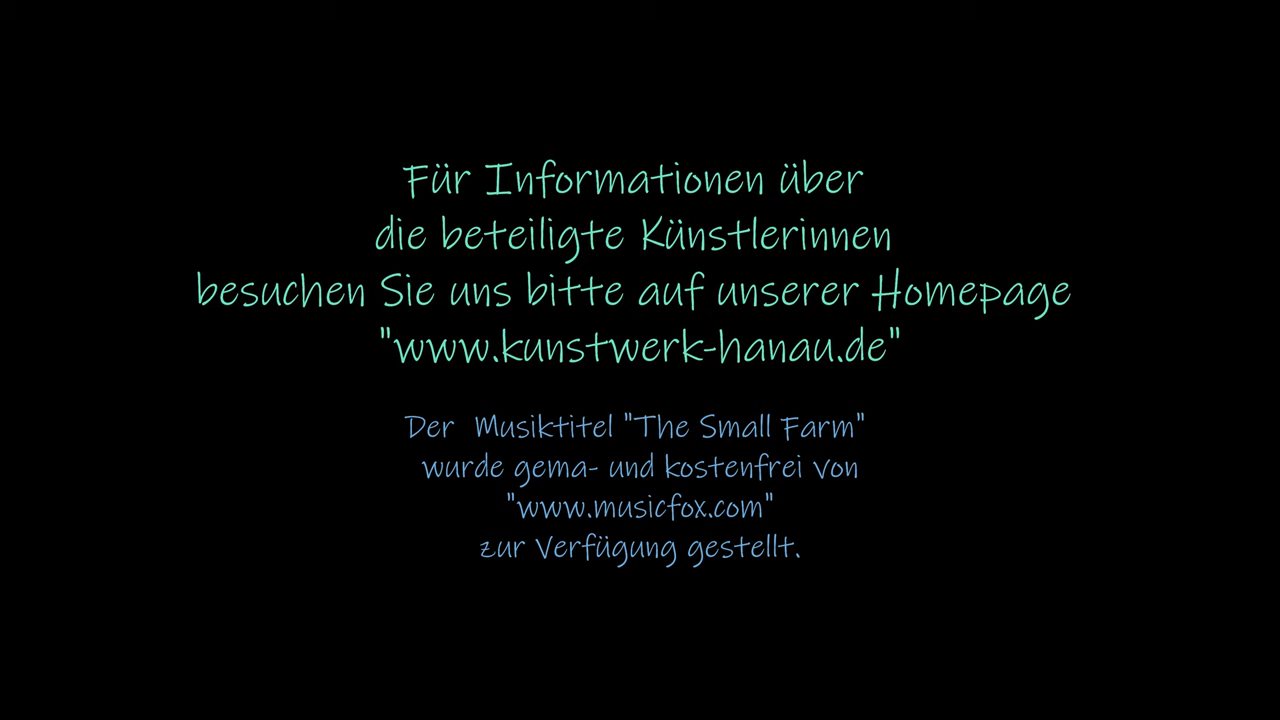 Für Informationen über
die beteiligte Künstlerinnen
besuchen Sie uns bitte auf unserer Homepage
"www.kunstwerk-hanau.de"
Der Musiktitel "The Small Farm"
wurde gema- und kostenfrei von
"www.musicfox.com"
zur Verfügung gestellt.